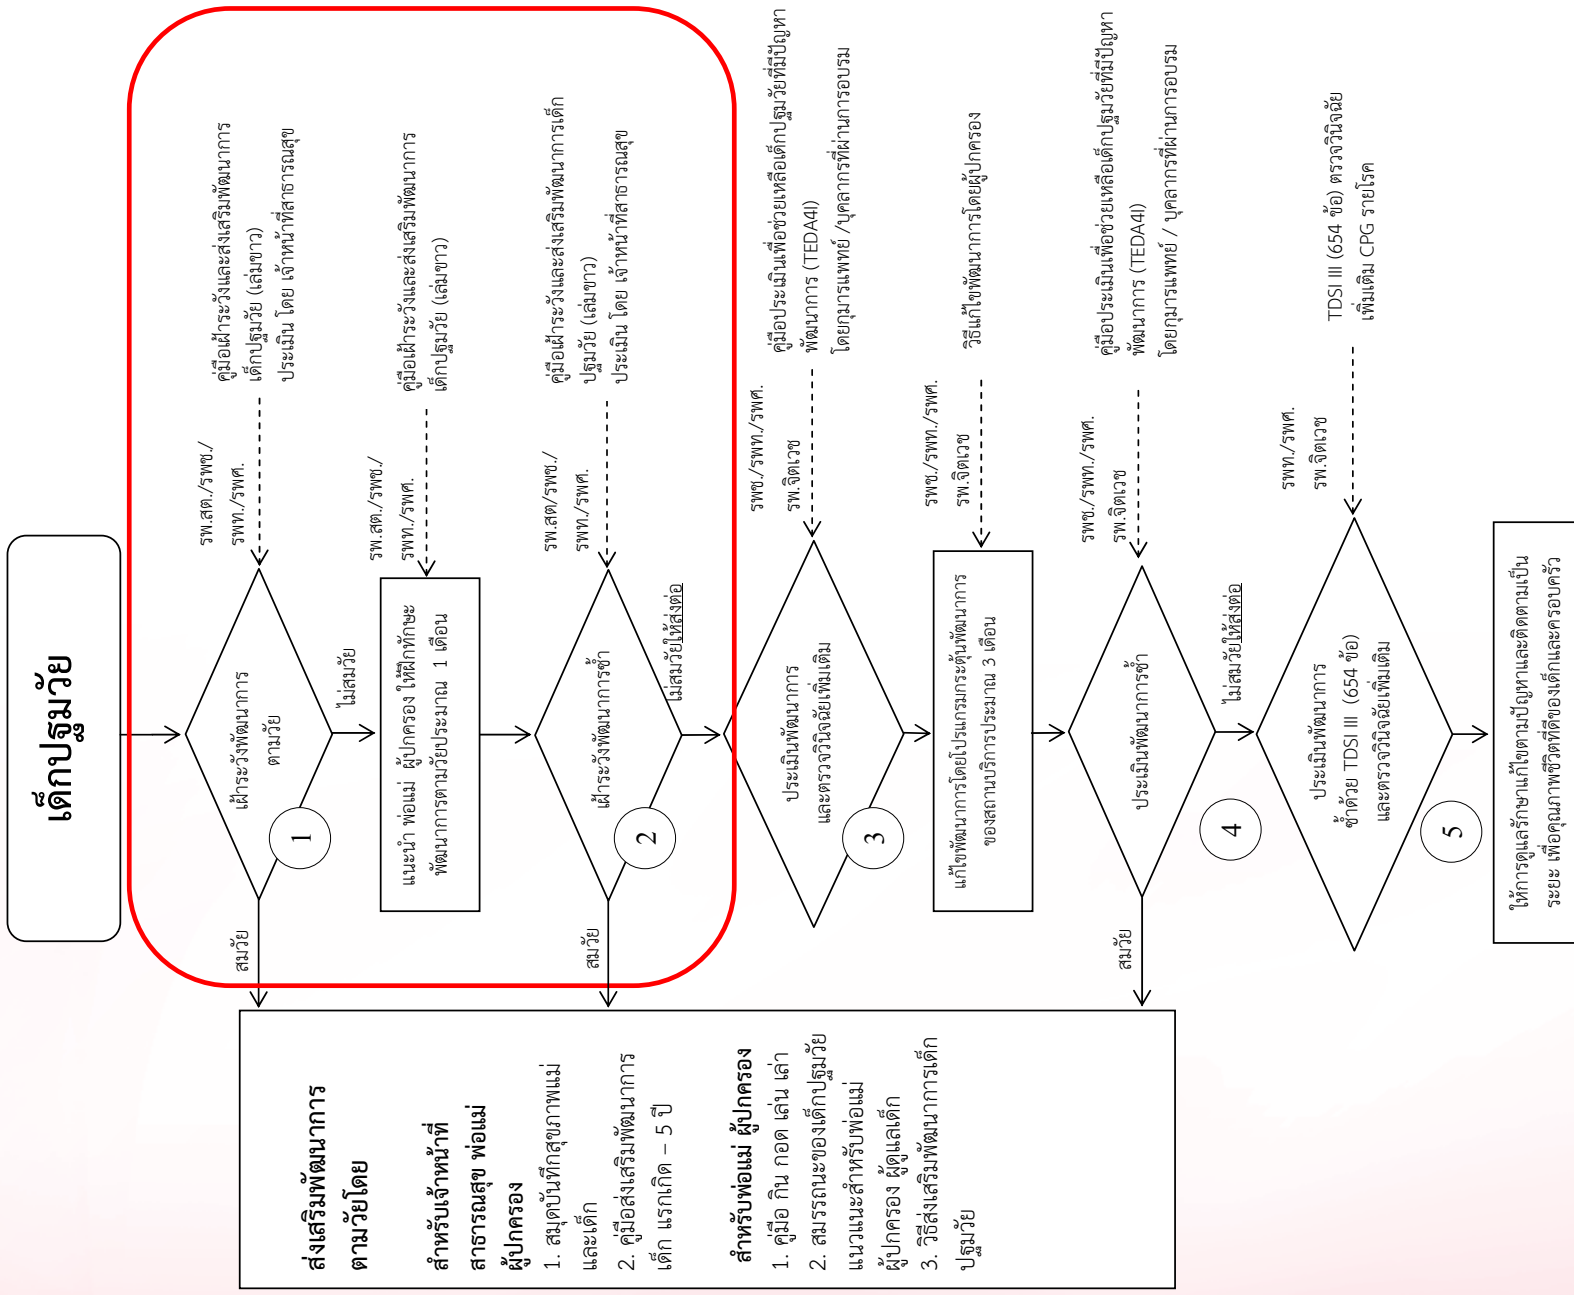 เด็กปฐมวัย
รพ.สต./รพช./
รพท./รพศ.
คู่มือเฝ้าระวังและส่งเสริมพัฒนาการ
เด็กปฐมวัย (เล่มขาว)
ประเมิน โดย เจ้าหน้าที่สาธารณสุข
เฝ้าระวังพัฒนาการ
ตามวัย
1
สมวัย
ไม่สมวัย
รพ.สต./รพช./
รพท./รพศ.
คู่มือเฝ้าระวังและส่งเสริมพัฒนาการ
เด็กปฐมวัย (เล่มขาว)
แนะนำ พ่อแม่ ผู้ปกครอง ให้ฝึกทักษะ
พัฒนาการตามวัยประมาณ 1 เดือน
รพ.สต/รพช./
รพท./รพศ.
คู่มือเฝ้าระวังและส่งเสริมพัฒนาการเด็ก
ปฐมวัย (เล่มขาว)
ประเมิน โดย เจ้าหน้าที่สาธารณสุข
เฝ้าระวังพัฒนาการซ้ำ
2
สมวัย
ไม่สมวัยให้ส่งต่อ
รพช./รพท./รพศ.
รพ.จิตเวช
คู่มือประเมินเพื่อช่วยเหลือเด็กปฐมวัยที่มีปัญหา
พัฒนาการ (TEDA4I)
โดยกุมารแพทย์ /บุคลากรที่ผ่านการอบรม
ประเมินพัฒนาการ
และตรวจวินิจฉัยเพิ่มเติม
3
รพช./รพท./รพศ.
รพ.จิตเวช
วิธีแก้ไขพัฒนาการโดยผู้ปกครอง
แก้ไขพัฒนาการโดยโปรแกรมกระตุ้นพัฒนาการ
ของสถานบริการประมาณ 3 เดือน
รพช./รพท./รพศ.
รพ.จิตเวช
คู่มือประเมินเพื่อช่วยเหลือเด็กปฐมวัยที่มีปัญหา
พัฒนาการ (TEDA4I)
โดยกุมารแพทย์ / บุคลากรที่ผ่านการอบรม
ประเมินพัฒนาการซ้ำ
สมวัย
4
ไม่สมวัยให้ส่งต่อ
รพท./รพศ.
รพ.จิตเวช
TDSI III (654 ข้อ) ตรวจวินิจฉัย
เพิ่มเติม CPG รายโรค
ประเมินพัฒนาการ
ซ้ำด้วย TDSI III (654 ข้อ)
และตรวจวินิจฉัยเพิ่มเติม
5
ให้การดูแลรักษาแก้ไขตามปัญหาและติดตามเป็น
ระยะ เพื่อคุณภาพชีวิตที่ดีของเด็กและครอบครัว
ส่งเสริมพัฒนาการ
ตามวัยโดย
สำหรับเจ้าหน้าที่
สาธารณสุข พ่อแม่
ผู้ปกครอง
1. สมุดบันทึกสุขภาพแม่
และเด็ก
2. คู่มือส่งเสริมพัฒนาการ
เด็ก แรกเกิด – 5 ปี
สำหรับพ่อแม่ ผู้ปกครอง
1. คู่มือ กิน กอด เล่น เล่า
2. สมรรถนะของเด็กปฐมวัย
แนวแนะสำหรับพ่อแม่
ผู้ปกครอง ผู้ดูแลเด็ก
3. วิธีส่งเสริมพัฒนาการเด็ก
ปฐมวัย